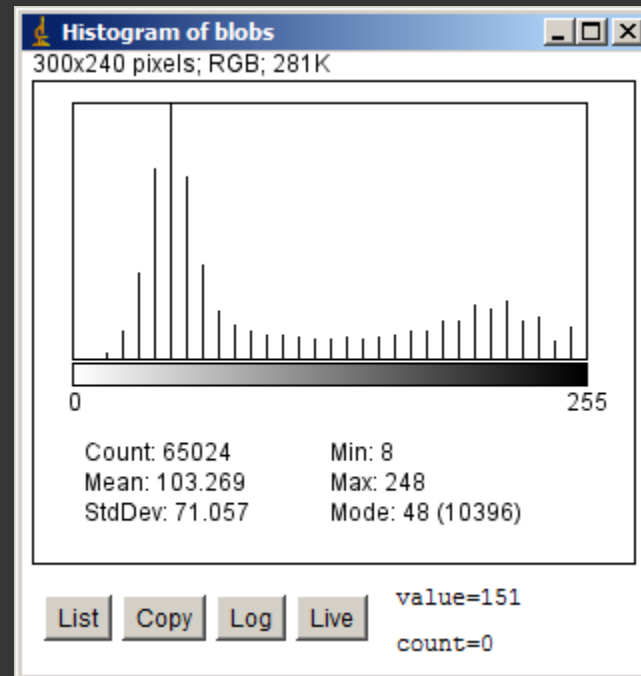 Histogram of blobs
300x240 pixels; RGB; 281K
0 255
Count: 65024 Min: 8
Mean: 103.269 Max: 248
StdDev: 71.057 Mode: 48 (10396)
List Copy Log Live value=151
count=0